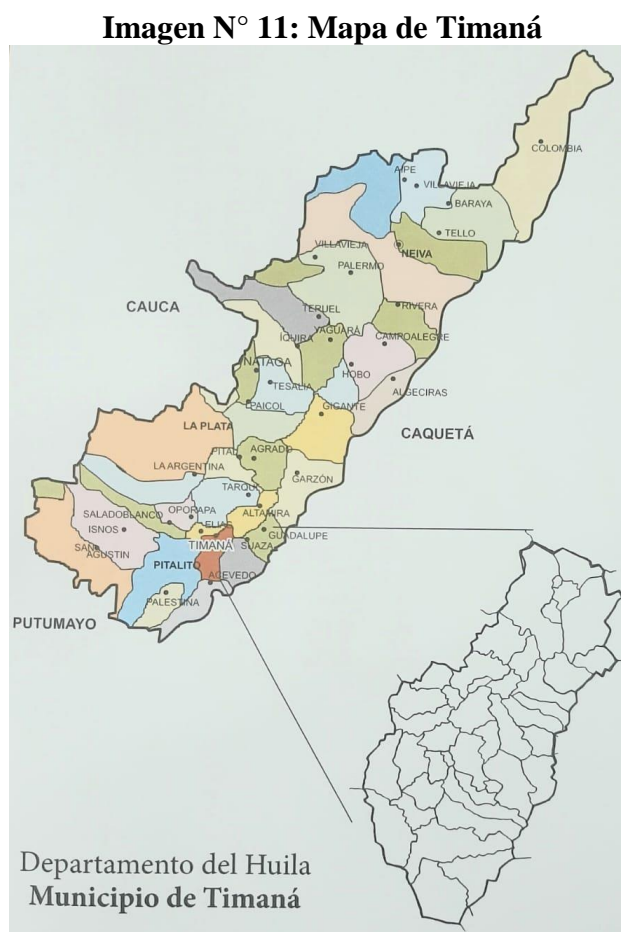 Imagen N° 11: Mapa de Timaná
COLOMBIA
AIPE
VILLAVIEJA
BARAYA
TELLO
VILLAVIEJA
NEIVA
PALERMO
CAUCA
TERUEL
RIVERA
YAGUARÁ
ÍQUIRA
CAMPOALEGRE
NÁTAGA
HOBO
TESALIA
ALGECIRAS
PAICOL
GIGANTE
LA PLATA
CAQUETÁ
PITAL
AGRADO
LA ARGENTINA
GARZÓN
TARQUI
SALADOBLANCO
OPORAPA
ALTAMIRA
ISNOS
ELIAS
GUADALUPE
SAN
AGUSTIN
TIMANÁ
SUAZA
PITALITO
ACEVEDO
PALESTINA
PUTUMAYO
Departamento del Huila
Municipio de Timaná